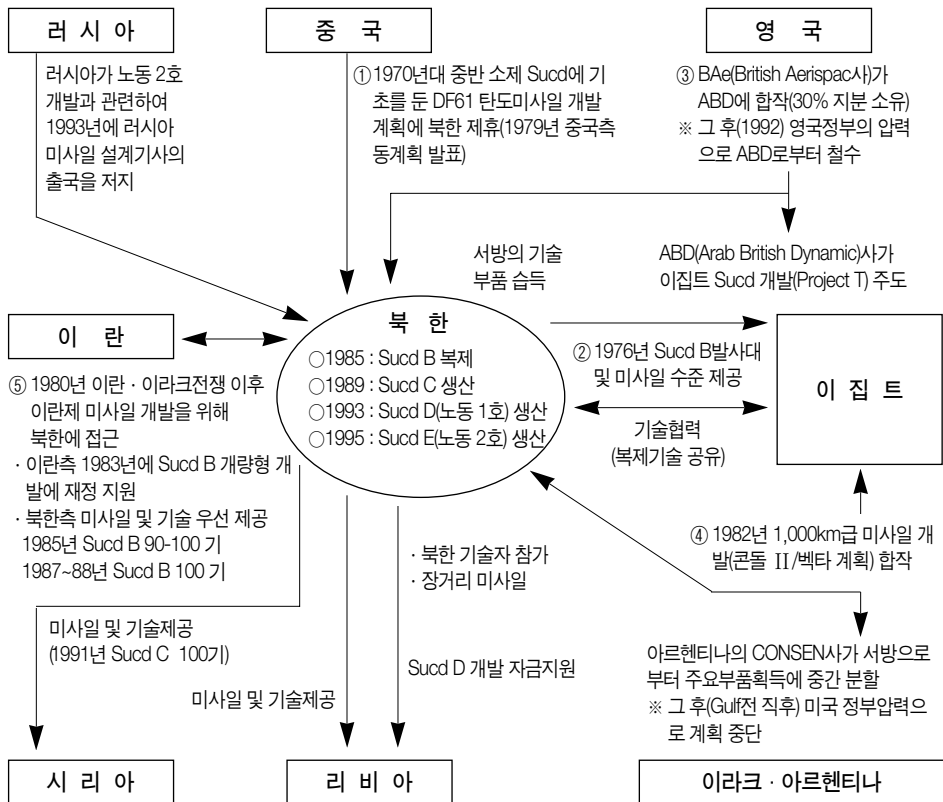 러 시 아
러시아가 노동 2호
개발과 관련하여
1993년에 러시아
미사일 설계기사의
출국을 저지
중 국
① 1970년대 중반 소제 Sucd에 기
초를 둔 DF61 탄도미사일 개발
계획에 북한 제휴(1979년 중국측
동계획 발표)
영 국
③ BAe(British Aerispac사)가
ABD에 합작(30% 지분 소유)
※ 그 후(1992) 영국정부의 압력
으로 ABD로부터 철수
서방의 기술
부품 습득
ABD(Arab British Dynamic)사가
이집트 Sucd 개발(Project T) 주도
이 란
⑤ 1980년 이란 · 이라크전쟁 이후
이란제 미사일 개발을 위해
북한에 접근
· 이란측 1983년에 Sucd B 개량형 개
발에 재정 지원
· 북한측 미사일 및 기술 우선 제공
1985년 Sucd B 90-100 기
1987~88년 Sucd B 100 기
북 한
○1985 : Sucd B 복제
○1989 : Sucd C 생산
○1993 : Sucd D(노동 1호) 생산
○1995 : Sucd E(노동 2호) 생산
② 1976년 Sucd B발사대
및 미사일 수준 제공
기술협력
(복제기술 공유)
이 집 트
④ 1982년 1,000km급 미사일 개
발(콘돌 Ⅱ/벡타 계획) 합작
· 북한 기술자 참가
· 장거리 미사일
미사일 및 기술제공
(1991년 Sucd C 100기)
미사일 및 기술제공
Sucd D 개발 자금지원
아르헨티나의 CONSEN사가 서방으로
부터 주요부품획득에 중간 분할
※ 그 후(Gulf전 직후) 미국 정부압력으
로 계획 중단
시 리 아
리 비 아
이라크 · 아르헨티나